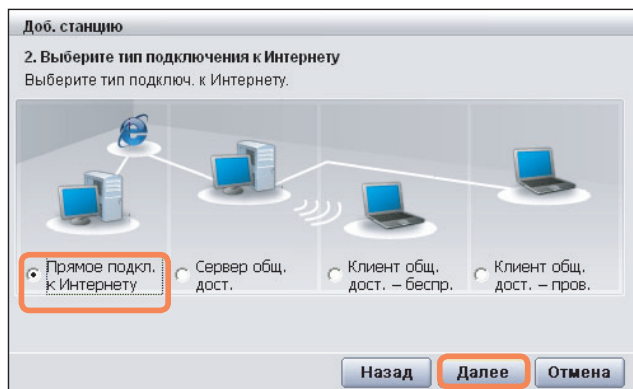 Доб. станцию
2. Выберите тип подключения к Интернету
Выберите тип подключ. к Интернету.
Прямое подкл.
к Интернету
Сервер общ.
дост.
Клиент общ.
дост. – беспр.
Клиент общ.
дост. – пров.
Назад
Далее
Отмена